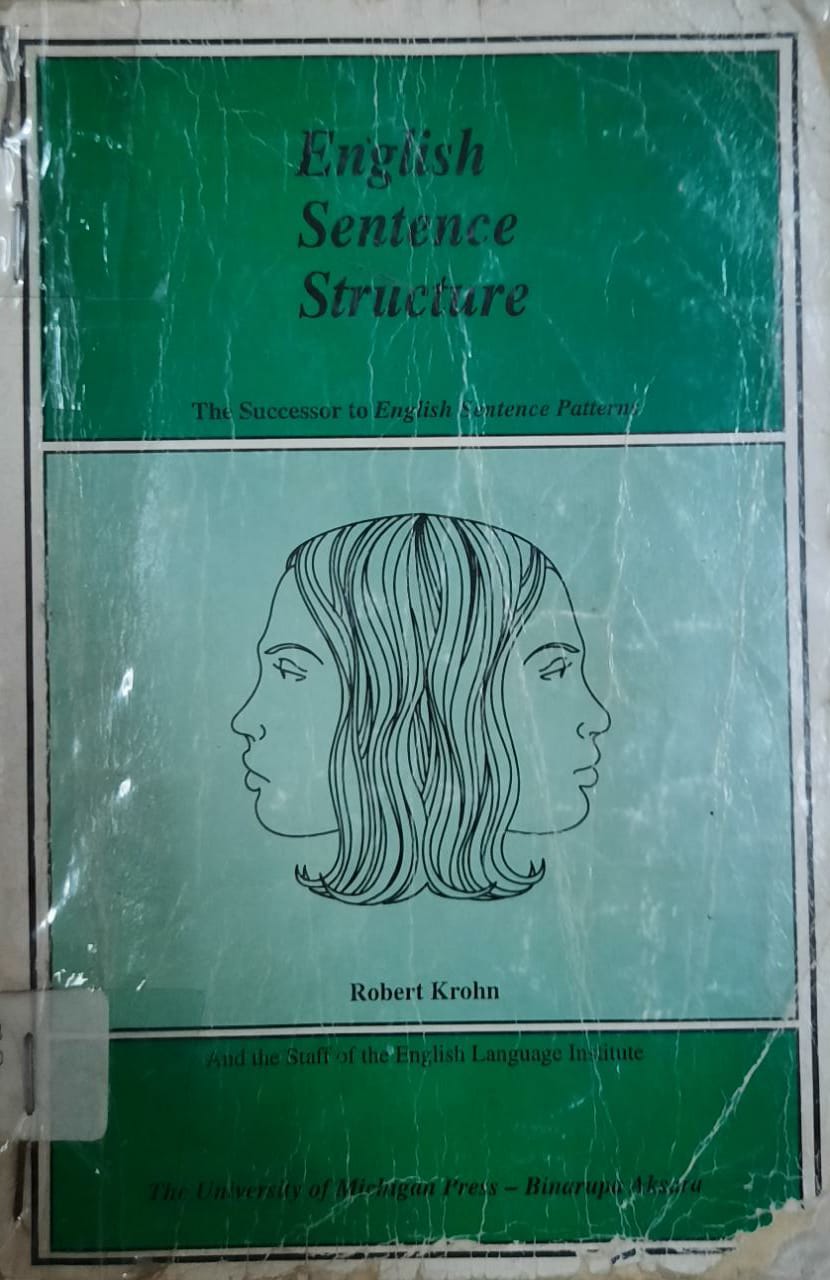 English
Sentence
Structure
The Successor to English Sentence Patterns
Robert Krohn
And the Staff of the English Language Institute
The University of Michigan Press – Binarupa Aksara